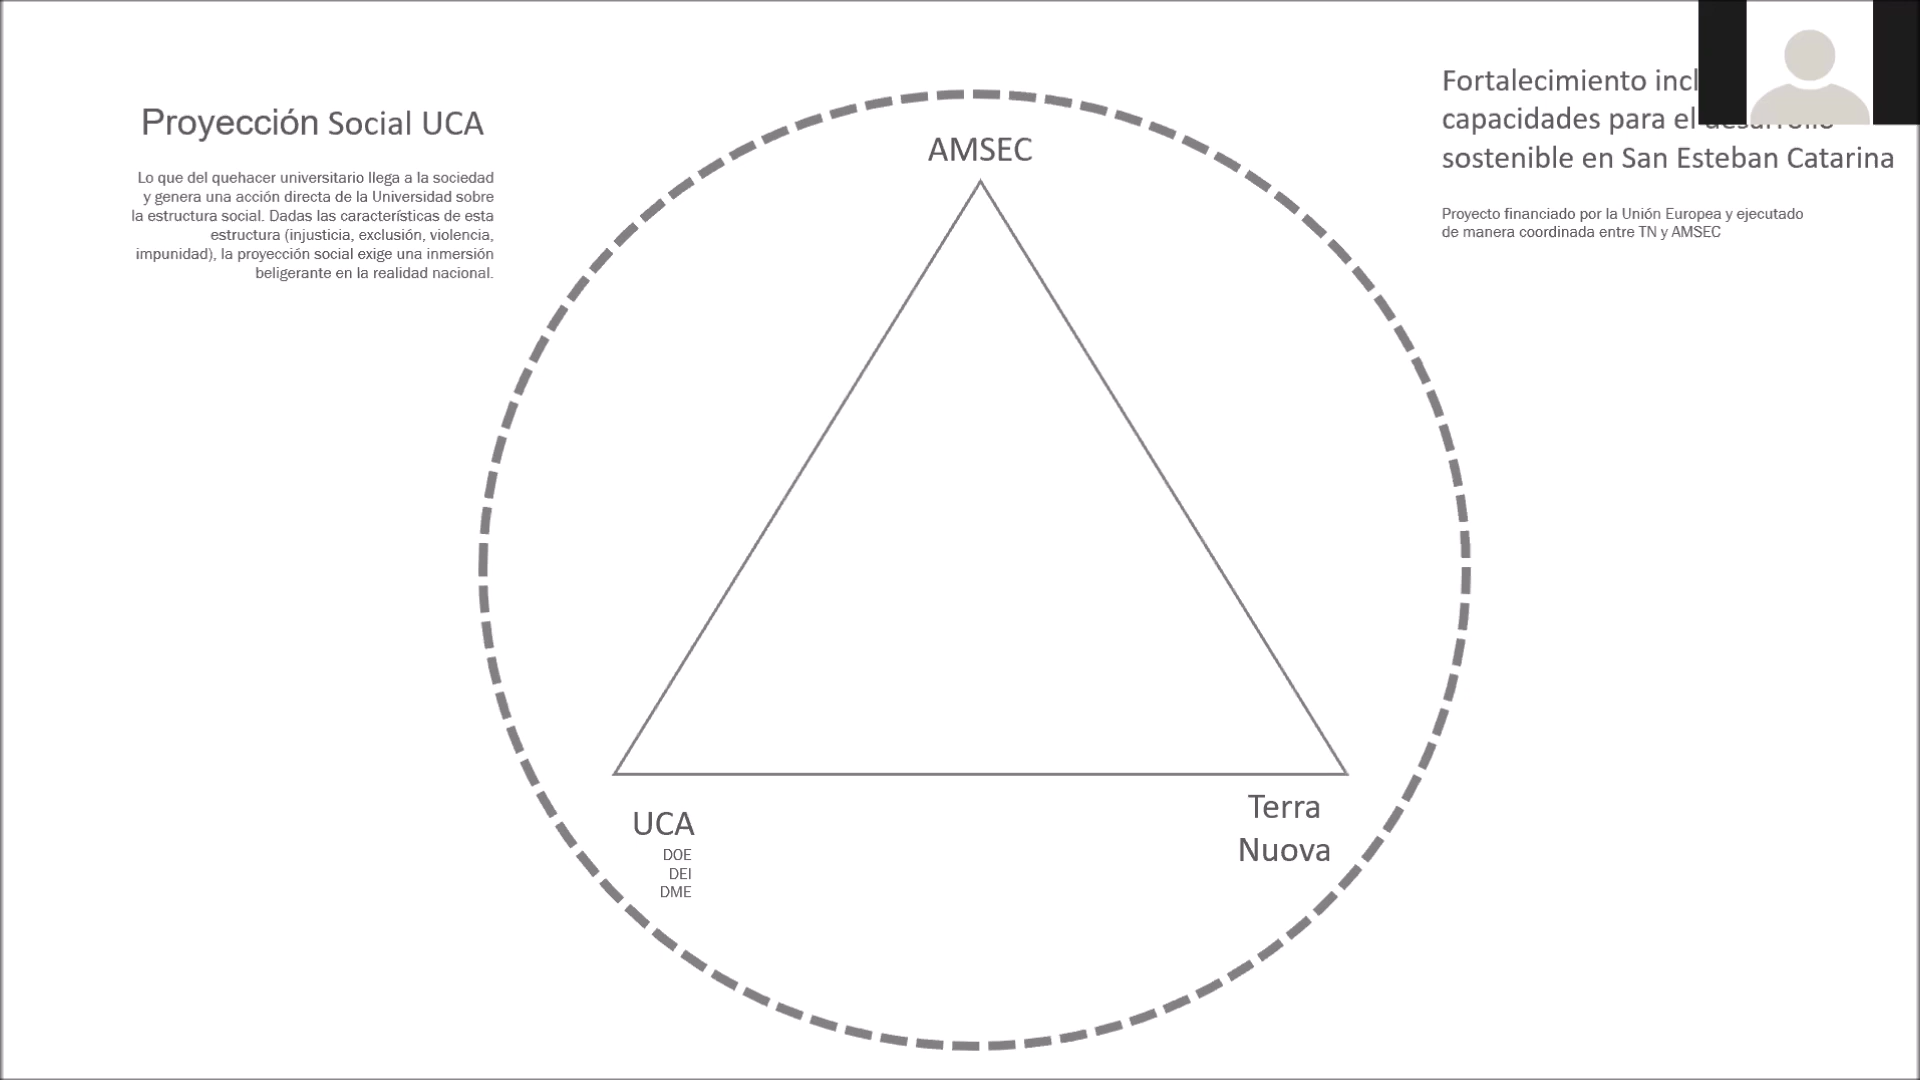 Proyección Social UCA
Lo que del quehacer universitario llega a la sociedad
y genera una acción directa de la Universidad sobre
la estructura social. Dadas las características de esta
estructura (injusticia, exclusión, violencia,
impunidad), la proyección social exige una inmersión
beligerante en la realidad nacional.
Fortalecimiento
capacidades para el desarrollo
sostenible en San Esteban Catarina
Proyecto financiado por la Unión Europea y ejecutado
de manera coordinada entre TN y AMSEC
AMSEC
UCA
DOE
DEI
DME
Terra
Nuova